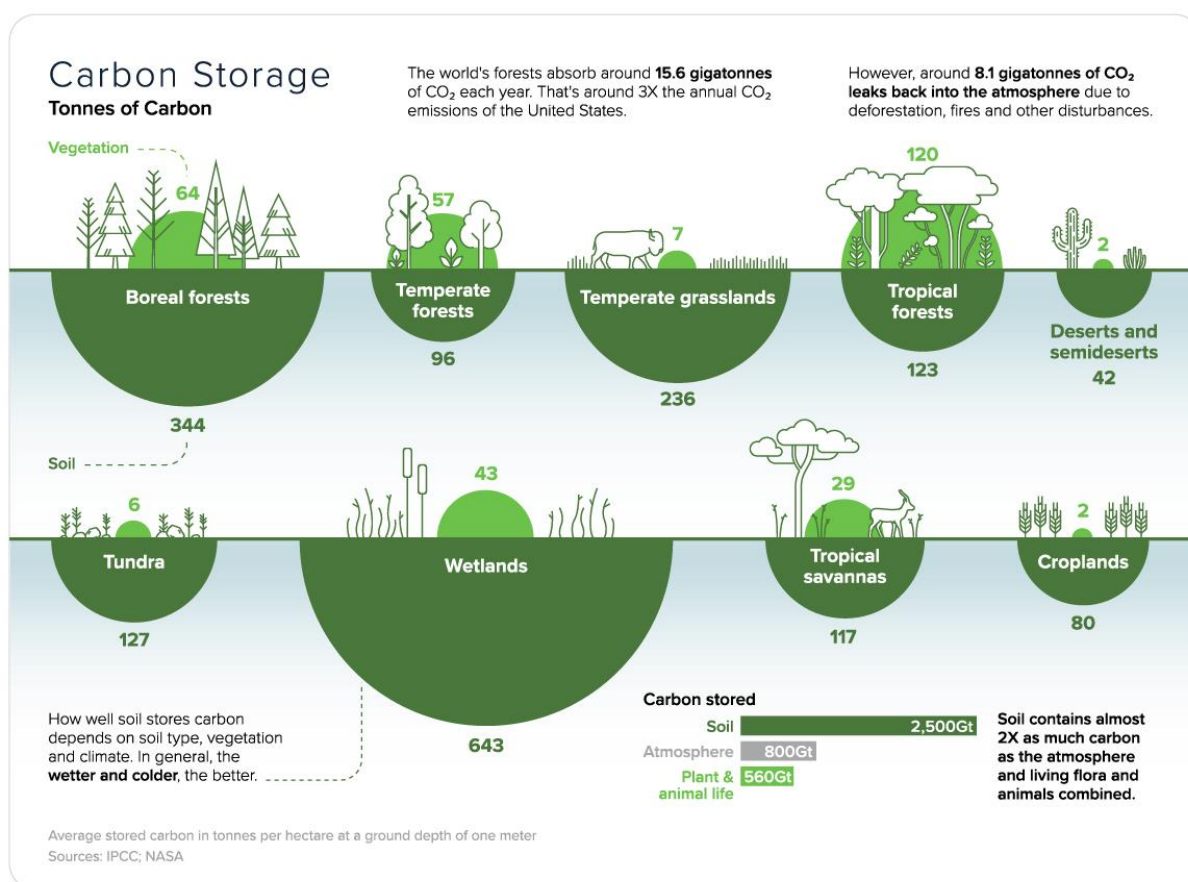 Carbon Storage
Tonnes of Carbon
The world's forests absorb around 15.6 gigatonnes
of CO₂ each year. That's around 3X the annual CO₂
emissions of the United States.
However, around 8.1 gigatonnes of CO₂
leaks back into the atmosphere due to
deforestation, fires and other disturbances.
Vegetation
64
57
7
120
2
Boreal forests
Temperate
forests
Temperate grasslands
Tropical
forests
Deserts and
semideserts
344
96
236
123
42
Soil
6
43
29
2
Tundra
Wetlands
Tropical
savannas
Croplands
127
643
117
80
How well soil stores carbon
depends on soil type, vegetation
and climate. In general, the
wetter and colder, the better.
Carbon stored
Soil 2,500Gt
Atmosphere 800Gt
Plant &
animal life 560Gt
Soil contains almost
2X as much carbon
as the atmosphere
and living flora and
animals combined.
Average stored carbon in tonnes per hectare at a ground depth of one meter
Sources: IPCC; NASA